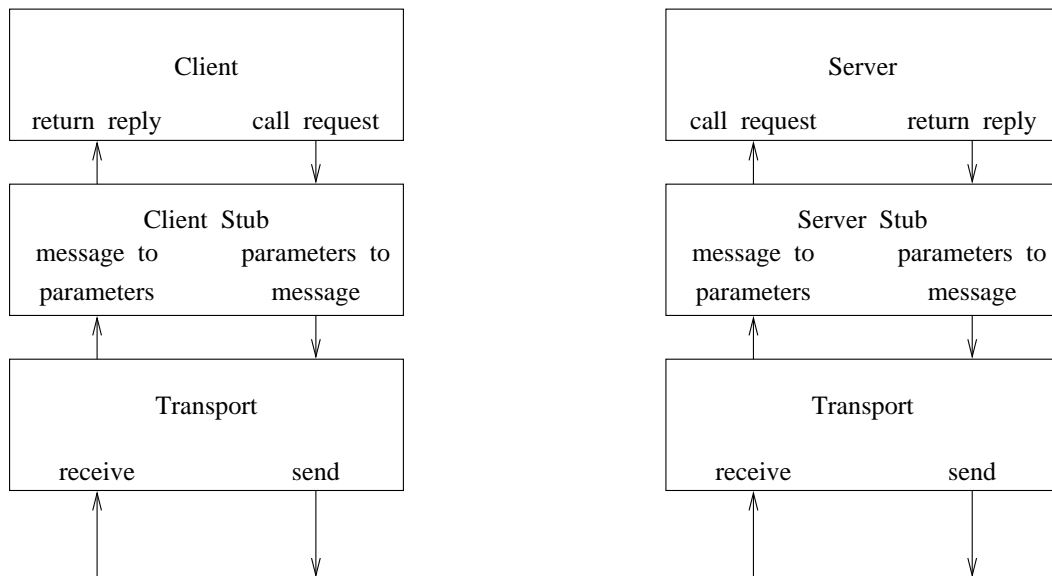 Client
return reply call request
Client Stub
message to parameters to
parameters message
Transport
receive send
Server
call request return reply
Server Stub
message to parameters to
parameters message
Transport
receive send